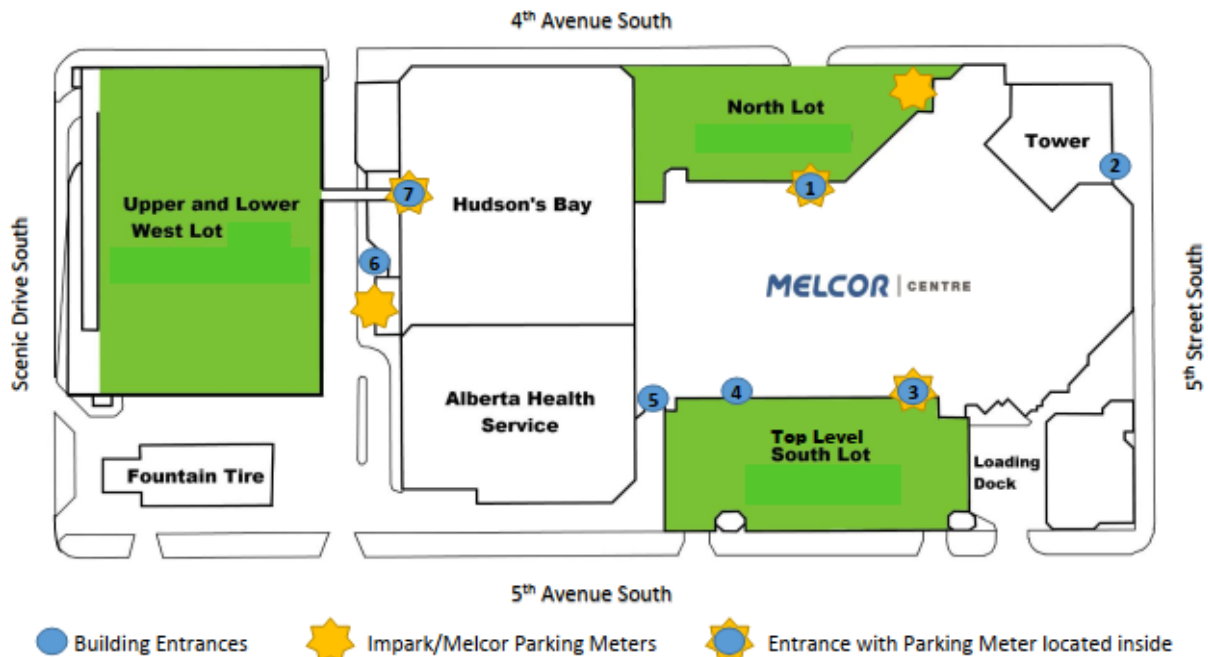 4th Avenue South
North Lot
Tower
2
1
7
Hudson's Bay
Upper and Lower
West Lot
6
MELCOR | CENTRE
Scenic Drive South
5th Street South
Alberta Health
Service
5
4
3
Top Level
South Lot
Loading
Dock
Fountain Tire
5th Avenue South
Building Entrances
Impark/Melcor Parking Meters
Entrance with Parking Meter located inside